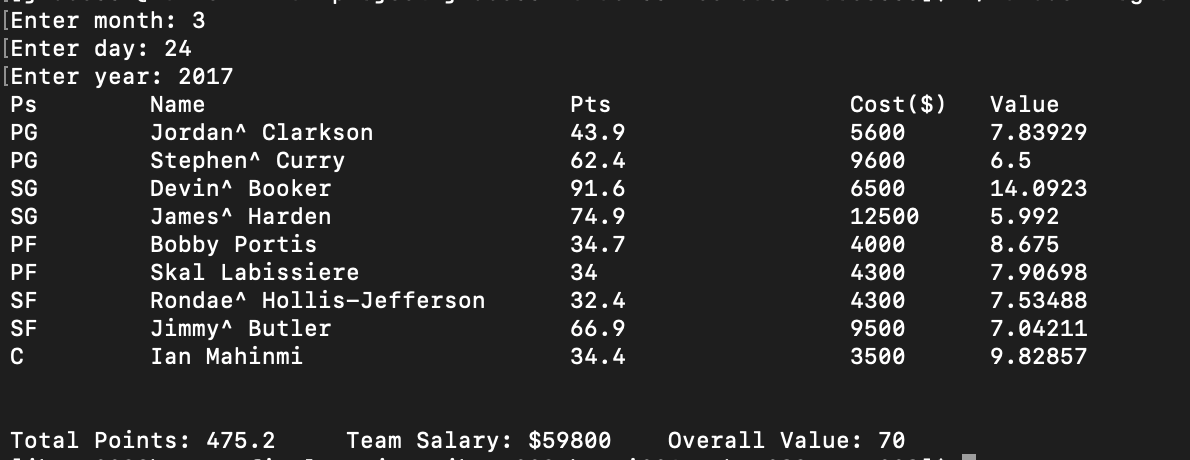 [Enter month: 3
[Enter day: 24
[Enter year: 2017
Ps Name Pts Cost($) Value
PG Jordan^ Clarkson 43.9 5600 7.83929
PG Stephen^ Curry 62.4 9600 6.5
SG Devin^ Booker 91.6 6500 14.0923
SG James^ Harden 74.9 12500 5.992
PF Bobby Portis 34.7 4000 8.675
PF Skal Labissiere 34 4300 7.90698
SF Rondae^ Hollis-Jefferson 32.4 4300 7.53488
SF Jimmy^ Butler 66.9 9500 7.04211
C Ian Mahinmi 34.4 3500 9.82857
Total Points: 475.2 Team Salary: $59800 Overall Value: 70